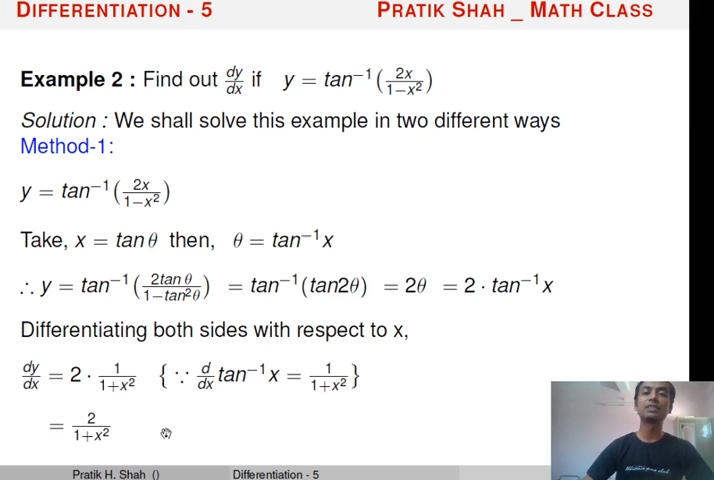 DIFFERENTIATION - 5 PRATIK SHAH _ MATH CLASS
Example 2 : Find out dy/dx if y = tan⁻¹(2x/(1−x²))
Solution : We shall solve this example in two different ways
Method-1:
y = tan⁻¹(2x/(1−x²))
Take, x = tan θ then, θ = tan⁻¹x
∴ y = tan⁻¹(2tan θ/(1−tan²θ)) = tan⁻¹(tan2θ) = 2θ = 2 · tan⁻¹x
Differentiating both sides with respect to x,
dy/dx = 2 · 1/(1+x²) { ∵ d/dx tan⁻¹x = 1/(1+x²) }
= 2/(1+x²)
Pratik H. Shah () Differentiation - 5